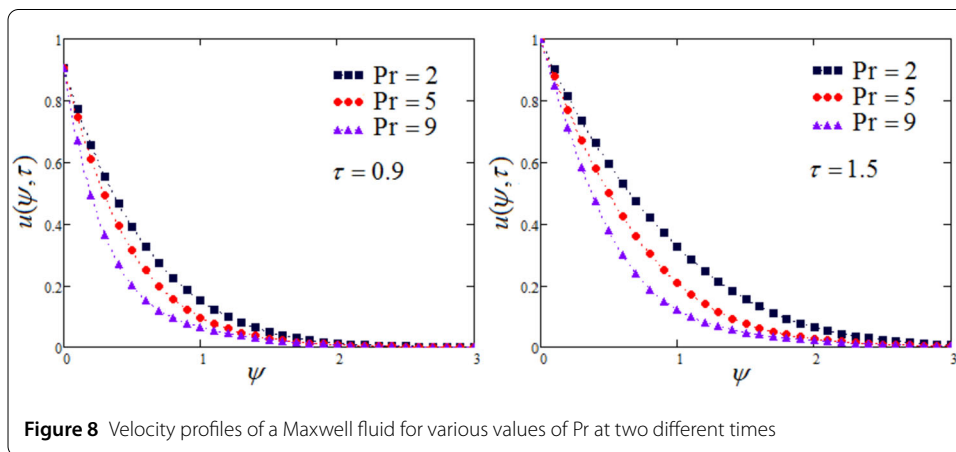 1
0.8
0.6
0.4
0.2
0
0
1
2
3
u(ψ,τ)
ψ
Pr = 2
Pr = 5
Pr = 9
τ = 0.9
1
0.8
0.6
0.4
0.2
0
0
1
2
3
u(ψ,τ)
ψ
Pr = 2
Pr = 5
Pr = 9
τ = 1.5
Figure 8 Velocity profiles of a Maxwell fluid for various values of Pr at two different times